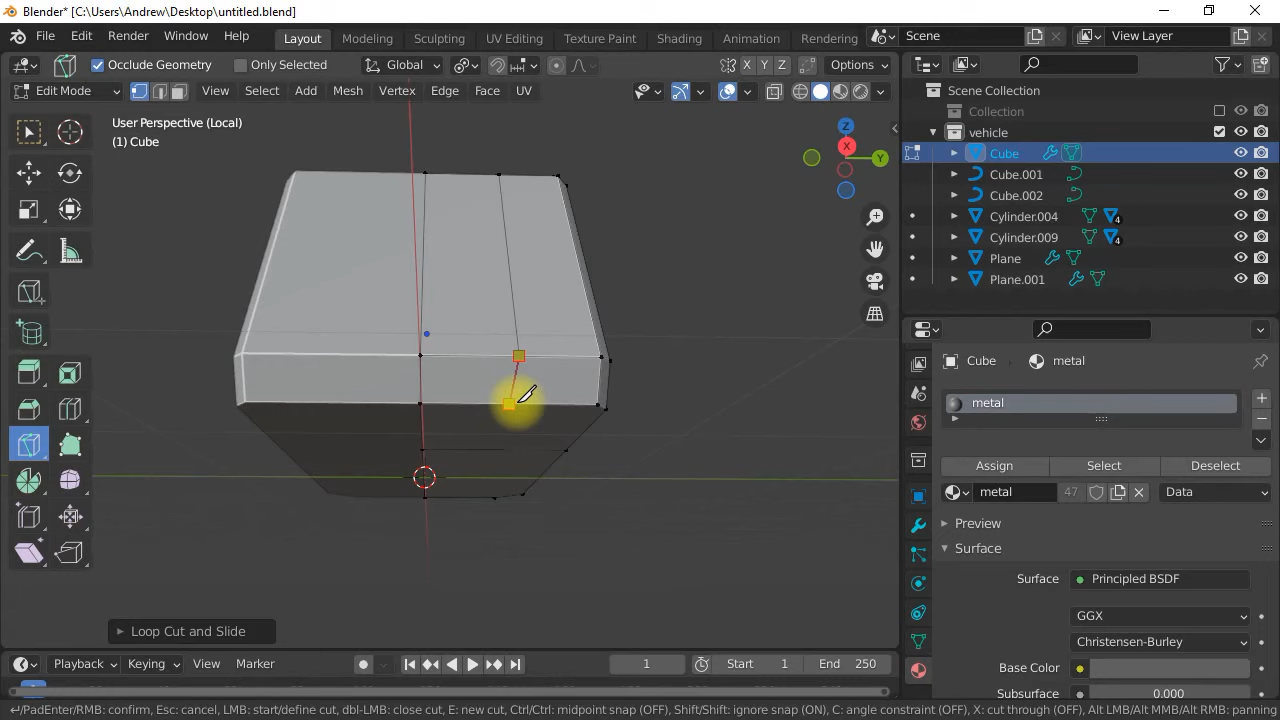 Blender* [C:\Users\Andrew\Desktop\untitled.blend]
File Edit Render Window Help Layout Modeling Sculpting UV Editing Texture Paint Shading Animation Rendering Scene View Layer
Occlude Geometry Only Selected Global X Y Z Options
Edit Mode View Select Add Mesh Vertex Edge Face UV
User Perspective (Local)
(1) Cube
Z
X
Y
Scene Collection
Collection
vehicle
Cube
Cube.001
Cube.002
Cylinder.004 4
Cylinder.009 4
Plane
Plane.001
Cube metal
metal
Assign Select Deselect
metal 47 Data
Preview
Surface
Surface Principled BSDF
GGX
Christensen-Burley
Base Color
Subsurface 0.000
Loop Cut and Slide
Playback Keying View Marker 1 Start 1 End 250
/PadEnter/RMB: confirm, Esc: cancel, LMB: start/define cut, dbl-LMB: close cut, E: new cut, Ctrl/Ctrl: midpoint snap (OFF), Shift/Shift: ignore snap (ON), C: angle constraint (OFF), X: cut through (OFF), Alt LMB/Alt MMB/Alt RMB: panning